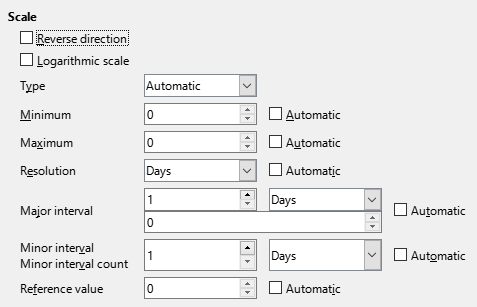 Scale
Reverse direction
Logarithmic scale
Type Automatic
Minimum 0 Automatic
Maximum 0 Automatic
Resolution Days Automatic
Major interval 1 Days Automatic
0
Minor interval 1 Days Automatic
Minor interval count
Reference value 0 Automatic